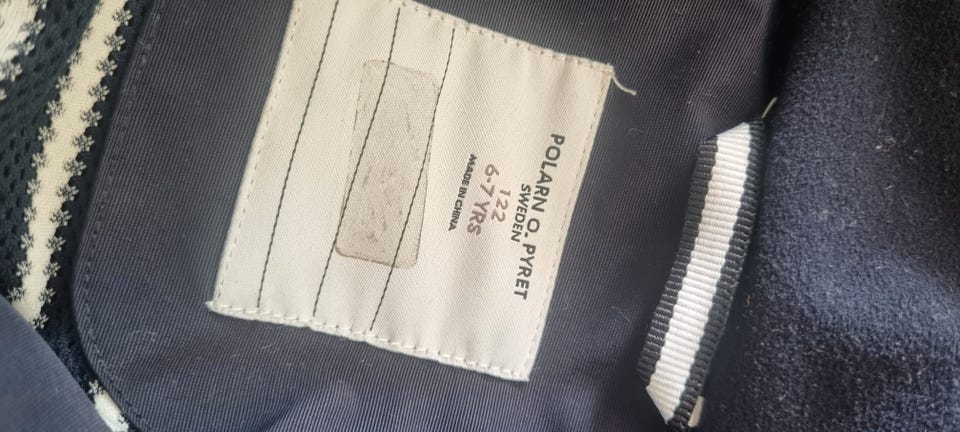 POLARN O. PYRET
SWEDEN
122
6-7 YRS
MADE IN CHINA